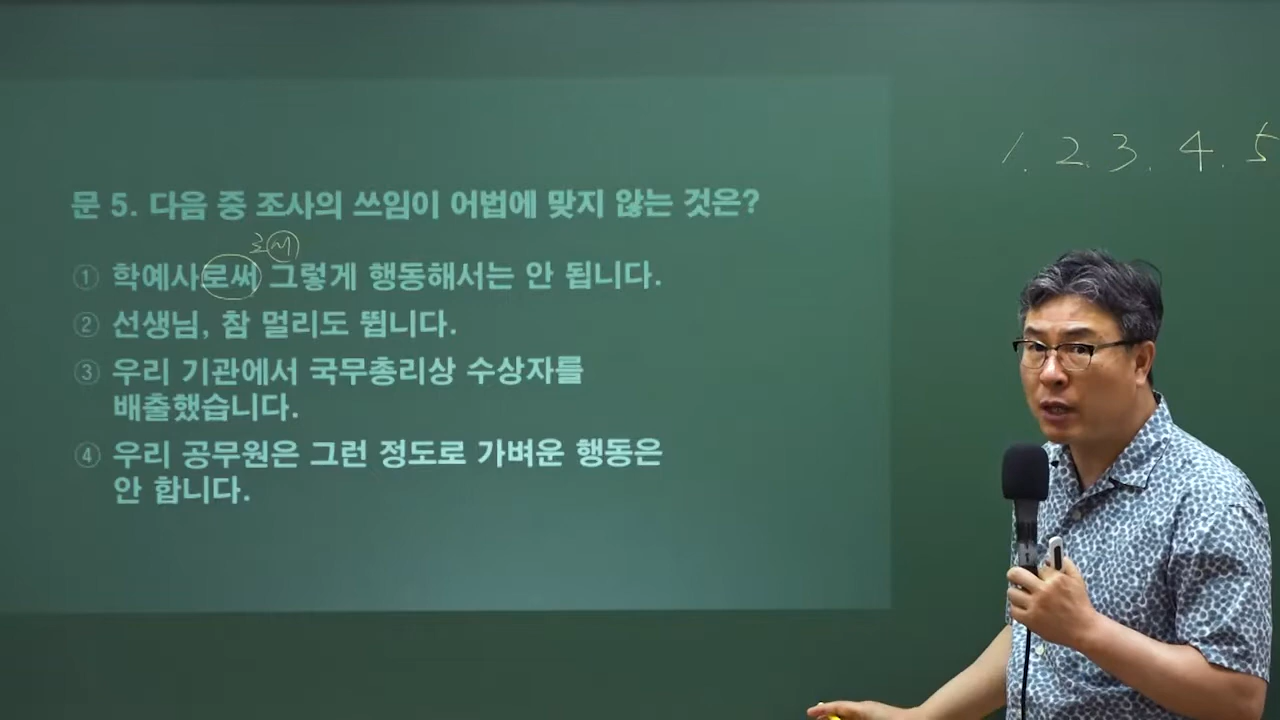 1. 2. 3. 4. 5
문 5. 다음 중 조사의 쓰임이 어법에 맞지 않는 것은?
로서
① 학예사로써 그렇게 행동해서는 안 됩니다.
② 선생님, 참 멀리도 뜁니다.
③ 우리 기관에서 국무총리상 수상자를
배출했습니다.
④ 우리 공무원은 그런 정도로 가벼운 행동은
안 합니다.